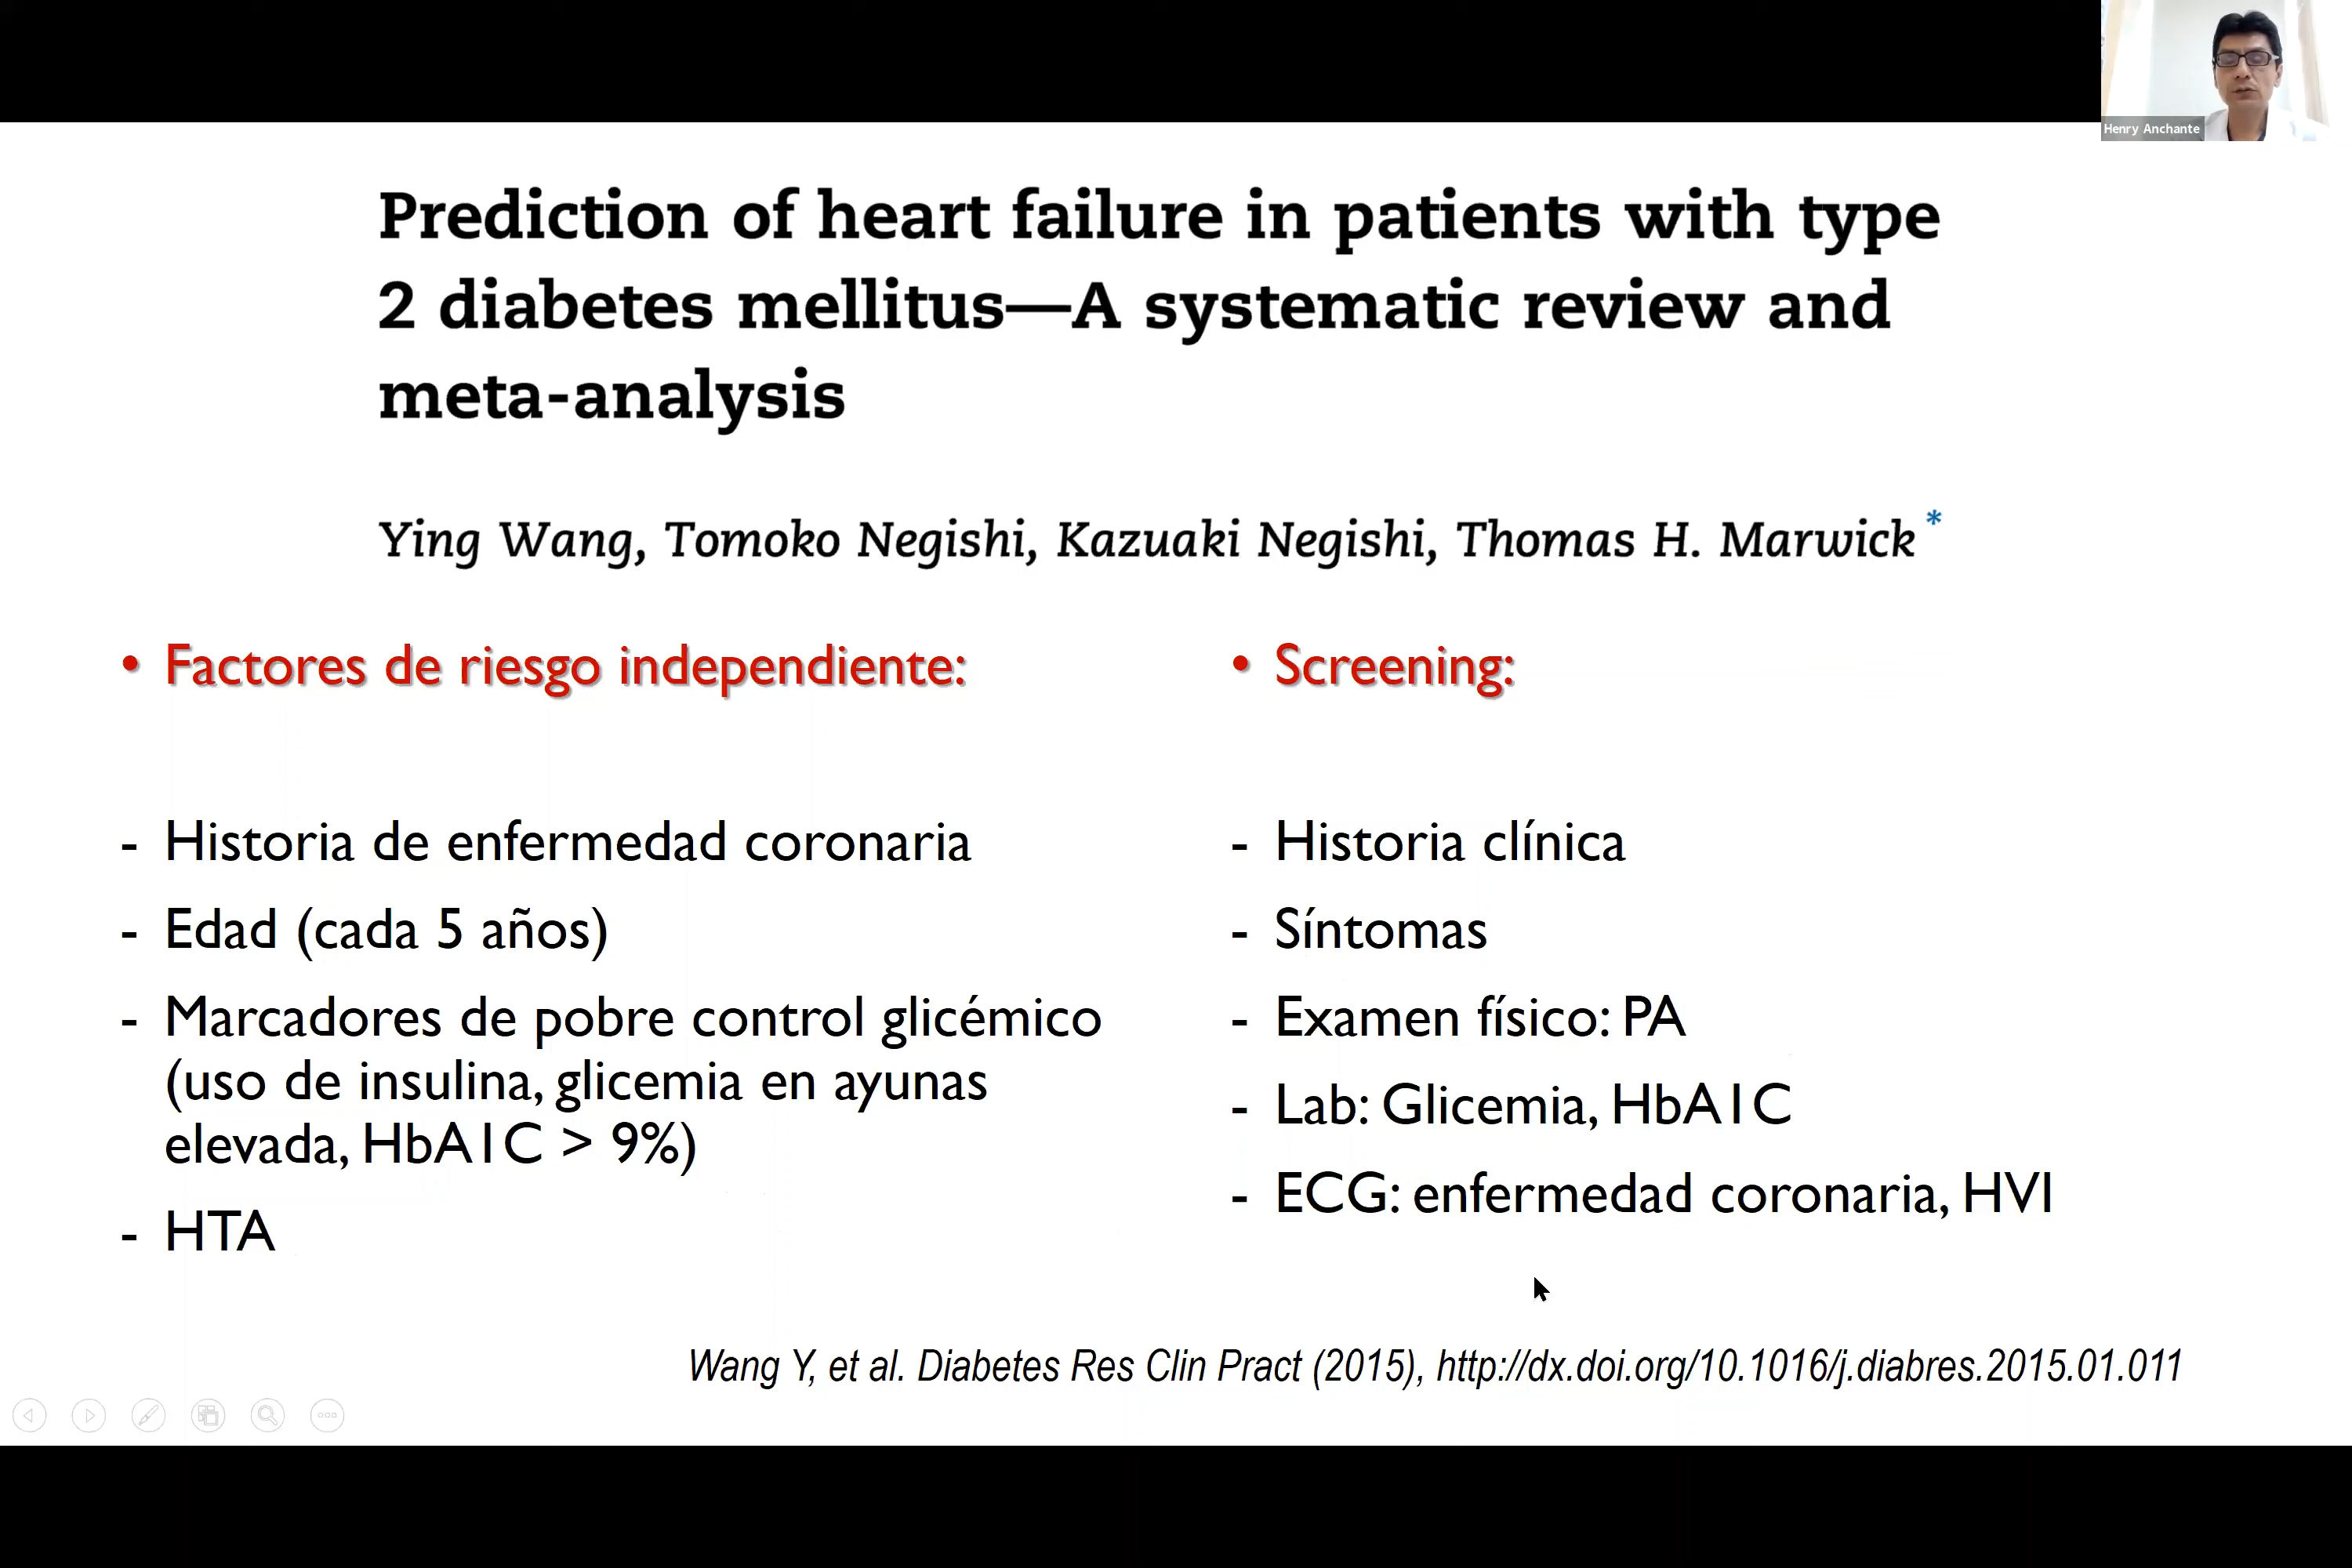 Henry Anchante
Prediction of heart failure in patients with type
2 diabetes mellitus—A systematic review and
meta-analysis
Ying Wang, Tomoko Negishi, Kazuaki Negishi, Thomas H. Marwick*
• Factores de riesgo independiente:
- Historia de enfermedad coronaria
- Edad (cada 5 años)
- Marcadores de pobre control glicémico
(uso de insulina, glicemia en ayunas
elevada, HbA1C > 9%)
- HTA
• Screening:
- Historia clínica
- Síntomas
- Examen físico: PA
- Lab: Glicemia, HbA1C
- ECG: enfermedad coronaria, HVI
Wang Y, et al. Diabetes Res Clin Pract (2015), http://dx.doi.org/10.1016/j.diabres.2015.01.011